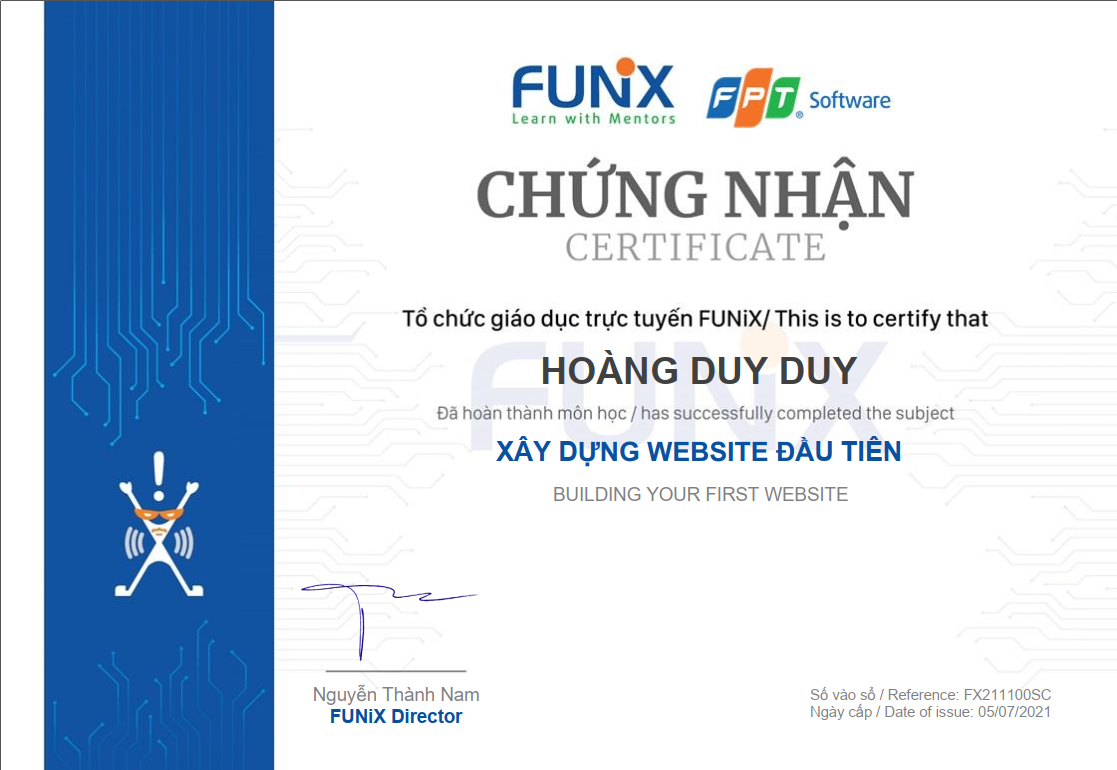 FUNiX
Learn with Mentors
FPT Software
CHỨNG NHẬN
CERTIFICATE
Tổ chức giáo dục trực tuyến FUNiX/ This is to certify that
HOÀNG DUY DUY
Đã hoàn thành môn học / has successfully completed the subject
XÂY DỰNG WEBSITE ĐẦU TIÊN
BUILDING YOUR FIRST WEBSITE
Nguyễn Thành Nam
FUNiX Director
Số vào sổ / Reference: FX211100SC
Ngày cấp / Date of issue: 05/07/2021